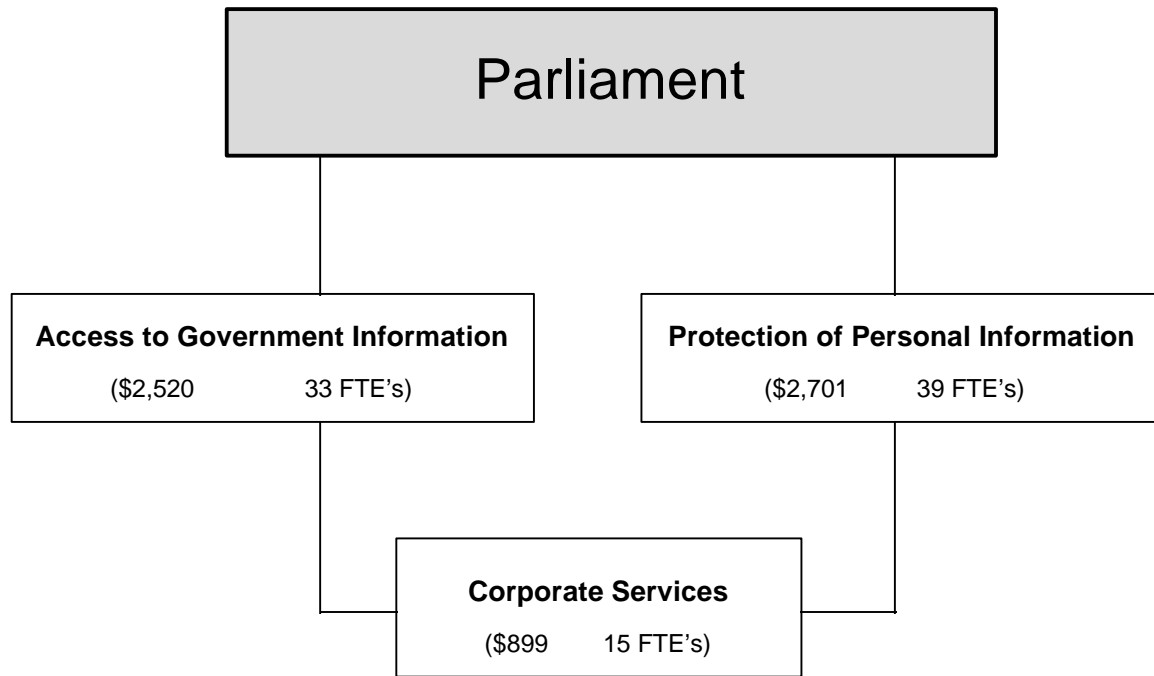 Parliament
Access to Government Information
($2,520 33 FTE’s)
Protection of Personal Information
($2,701 39 FTE’s)
Corporate Services
($899 15 FTE’s)